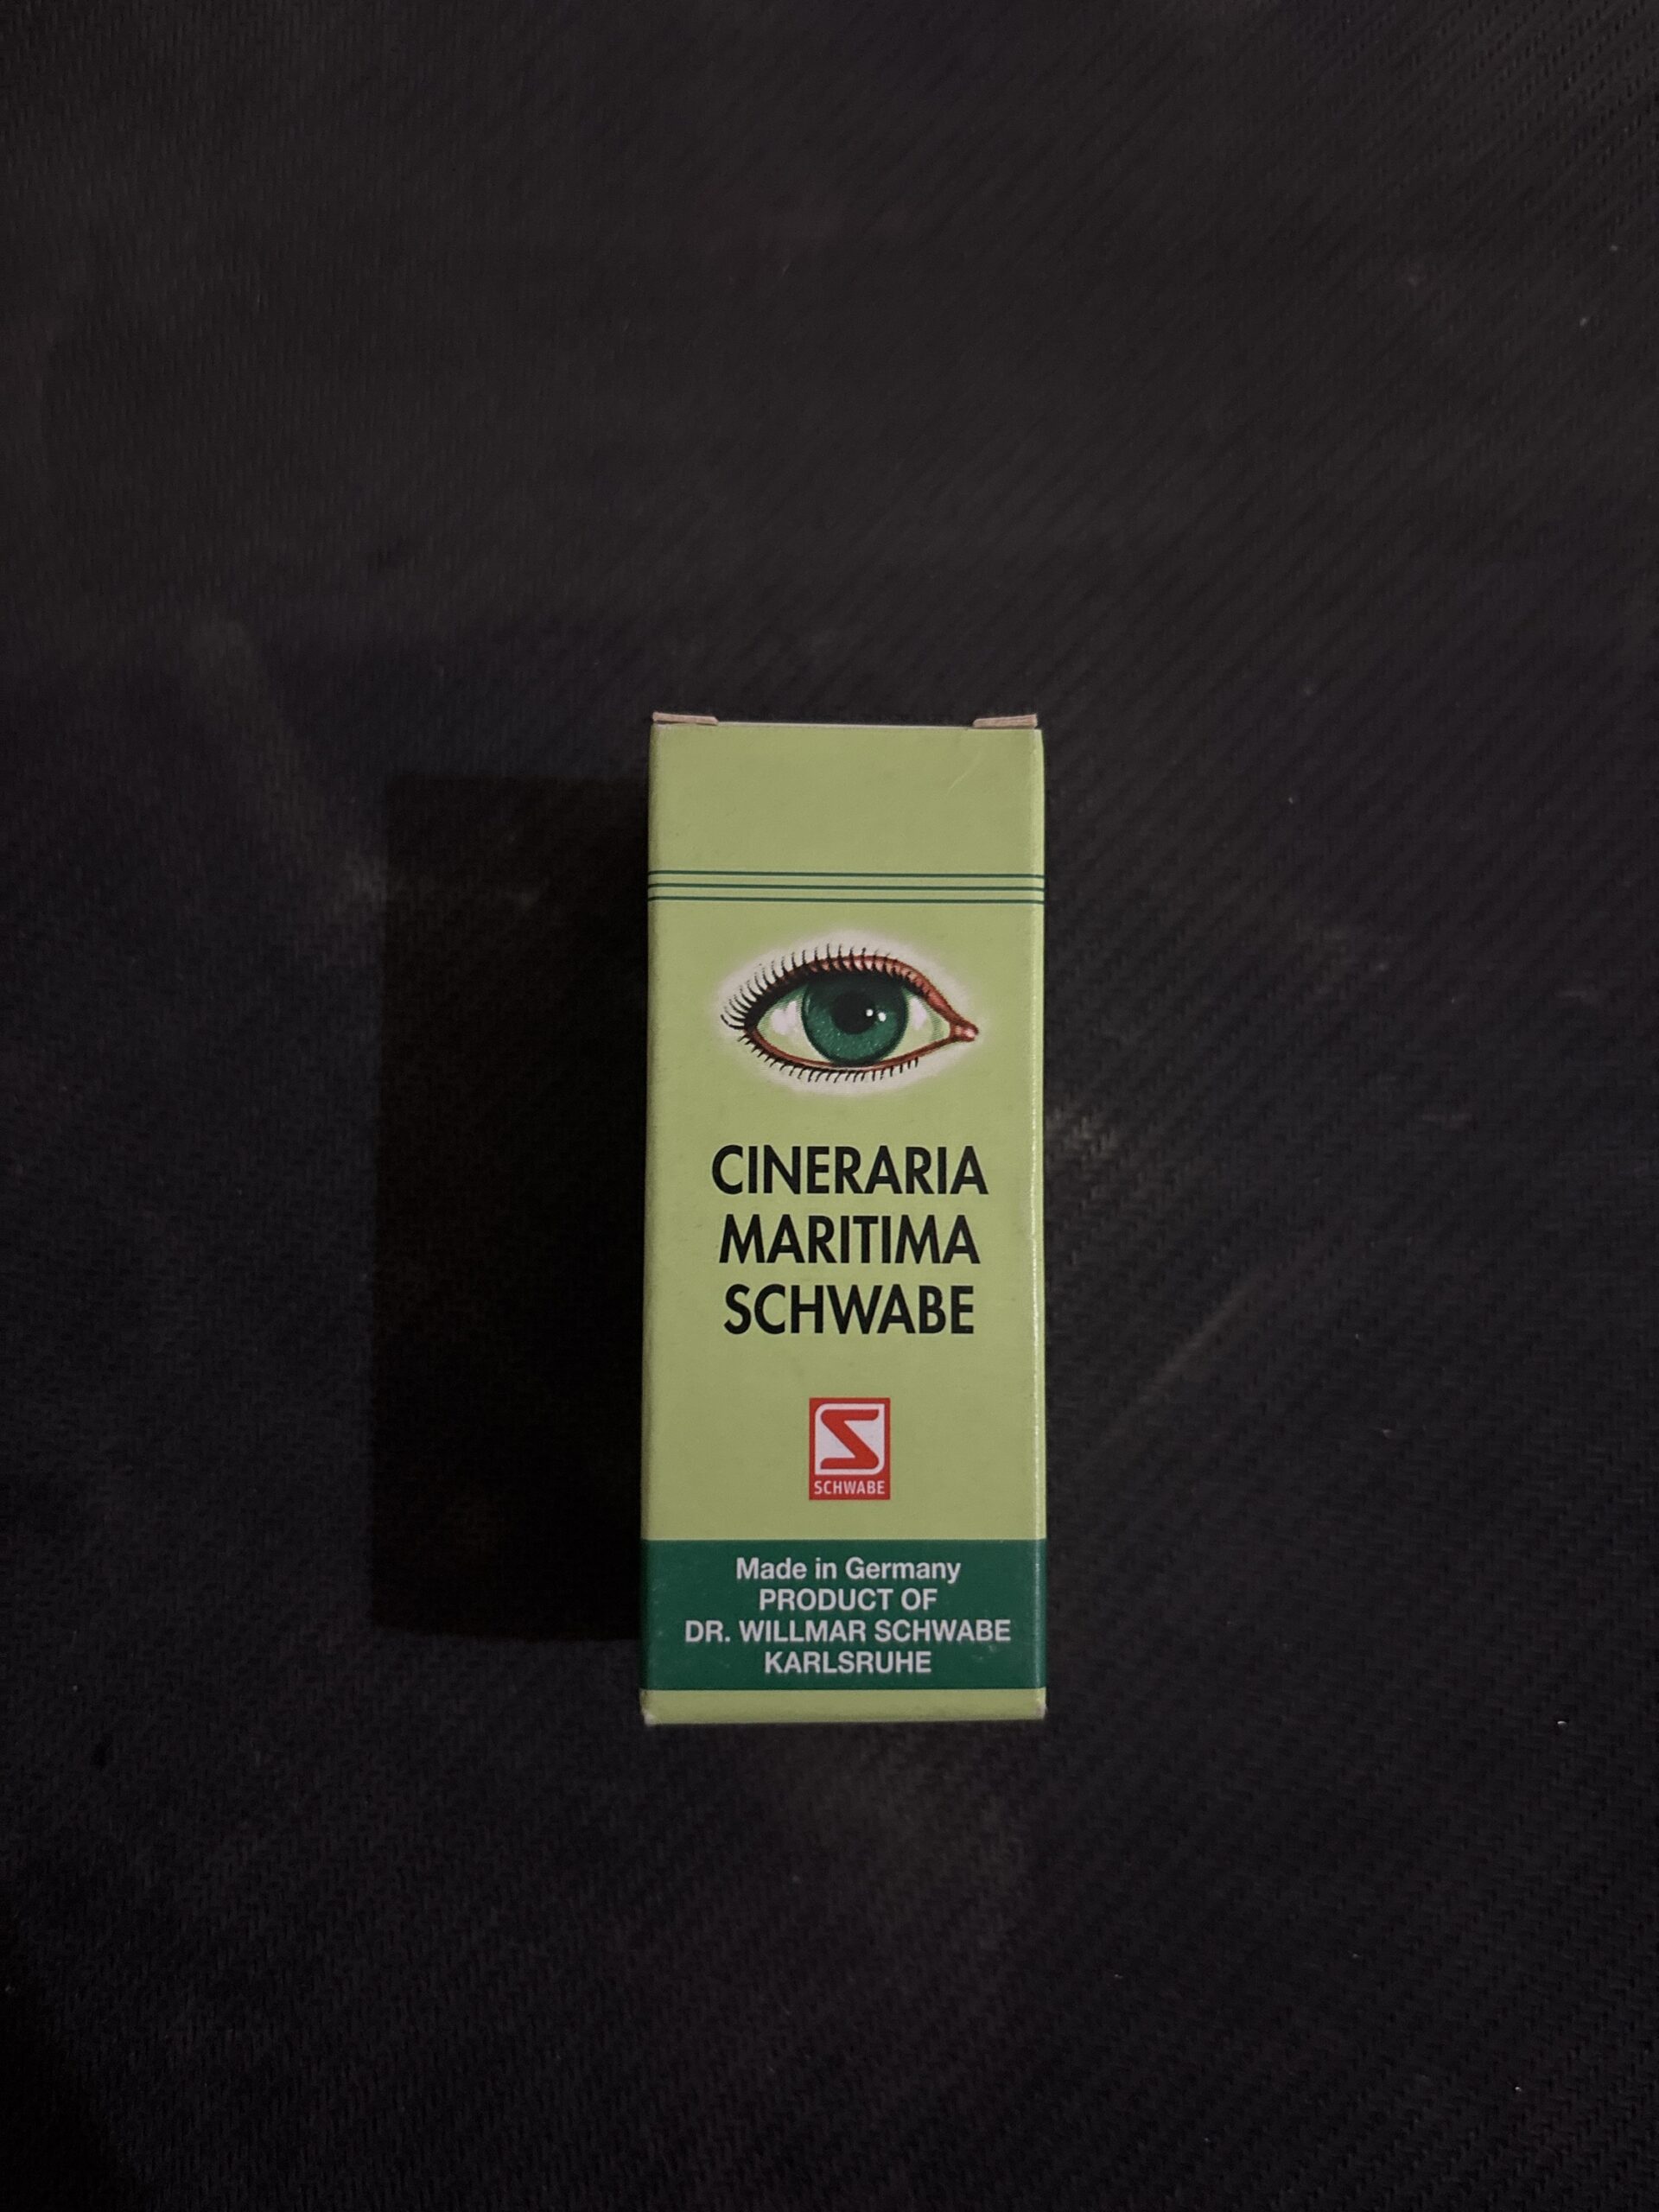 CINERARIA
MARITIMA
SCHWABE
SCHWABE
Made in Germany
PRODUCT OF
DR. WILLMAR SCHWABE
KARLSRUHE